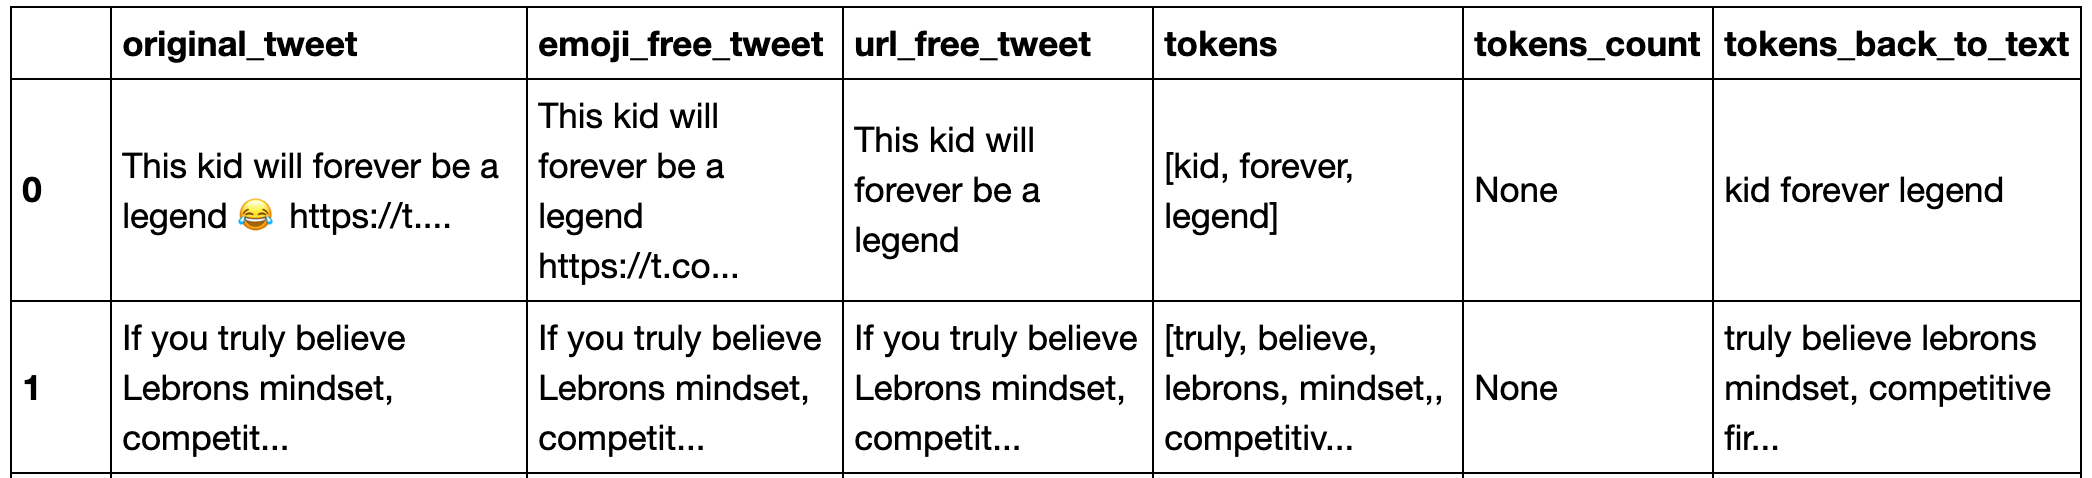 original_tweet emoji_free_tweet url_free_tweet tokens tokens_count tokens_back_to_text
0
This kid will forever be a
legend 😂 https://t....
This kid will
forever be a
legend
https://t.co...
This kid will
forever be a
legend
[kid, forever,
legend]
None
kid forever legend
1
If you truly believe
Lebrons mindset,
competit...
If you truly believe
Lebrons mindset,
competit...
If you truly believe
Lebrons mindset,
competit...
[truly, believe,
lebrons, mindset,,
competitiv...
None
truly believe lebrons
mindset, competitive
fir...